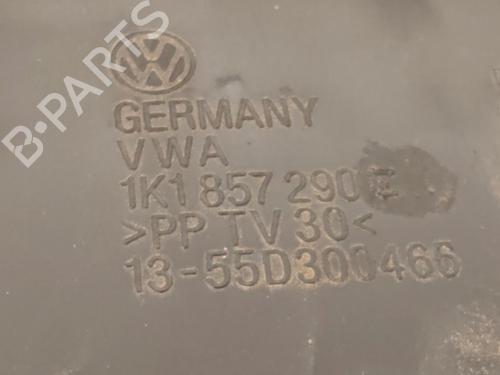 GERMANY
VWA
1K1 857 290 E
>PP TV 30<
13-55D300466
B-PARTS